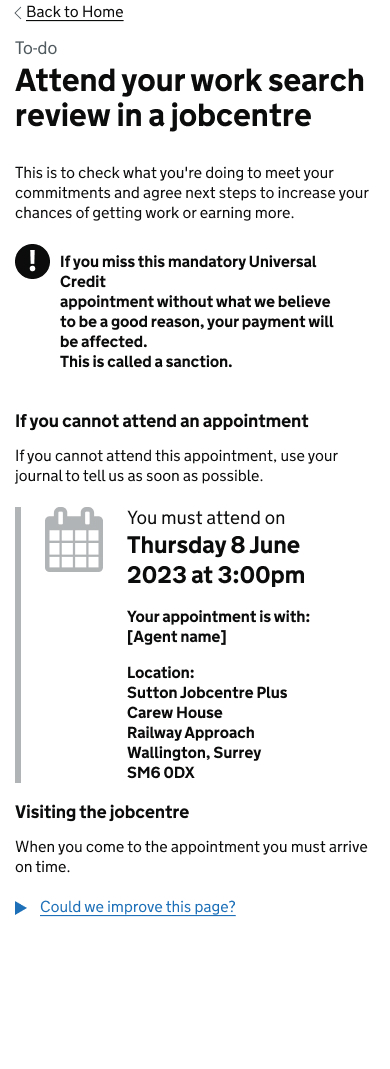 Back to Home
To-do
Attend your work search
review in a jobcentre
This is to check what you're doing to meet your
commitments and agree next steps to increase your
chances of getting work or earning more.
If you miss this mandatory Universal
Credit
appointment without what we believe
to be a good reason, your payment will
be affected.
This is called a sanction.
If you cannot attend an appointment
If you cannot attend this appointment, use your
journal to tell us as soon as possible.
You must attend on
Thursday 8 June
2023 at 3:00pm
Your appointment is with:
[Agent name]
Location:
Sutton Jobcentre Plus
Carew House
Railway Approach
Wallington, Surrey
SM6 0DX
Visiting the jobcentre
When you come to the appointment you must arrive
on time.
Could we improve this page?